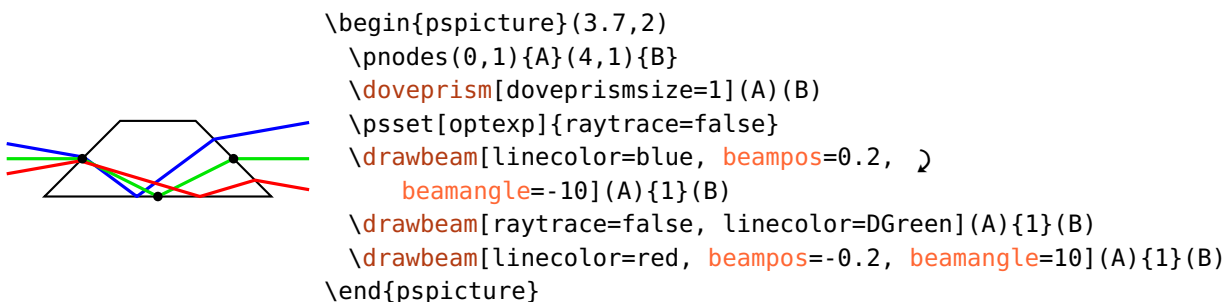 \begin{pspicture}(3.7,2)
\pnodes(0,1){A}(4,1){B}
\doveprism[doveprismsize=1](A)(B)
\psset[optexp]{raytrace=false}
\drawbeam[linecolor=blue, beampos=0.2,
beamangle=-10](A){1}(B)
\drawbeam[raytrace=false, linecolor=DGreen](A){1}(B)
\drawbeam[linecolor=red, beampos=-0.2, beamangle=10](A){1}(B)
\end{pspicture}